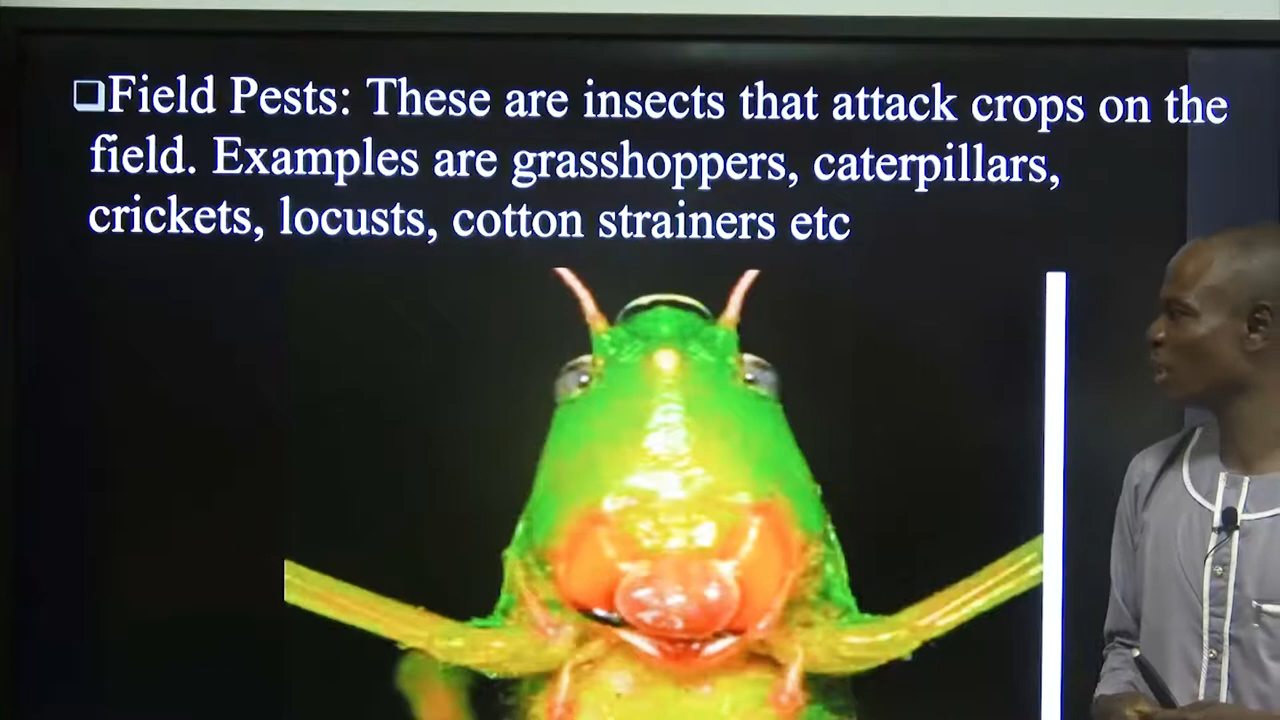 ❑Field Pests: These are insects that attack crops on the
field. Examples are grasshoppers, caterpillars,
crickets, locusts, cotton strainers etc